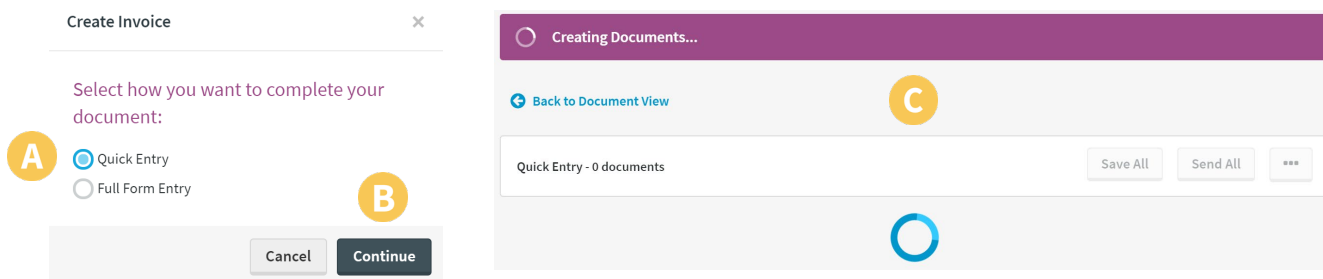 Create Invoice ×
Select how you want to complete your
document:
A
Quick Entry
Full Form Entry
B
Cancel Continue
Creating Documents...
Back to Document View
C
Quick Entry - 0 documents Save All Send All •••